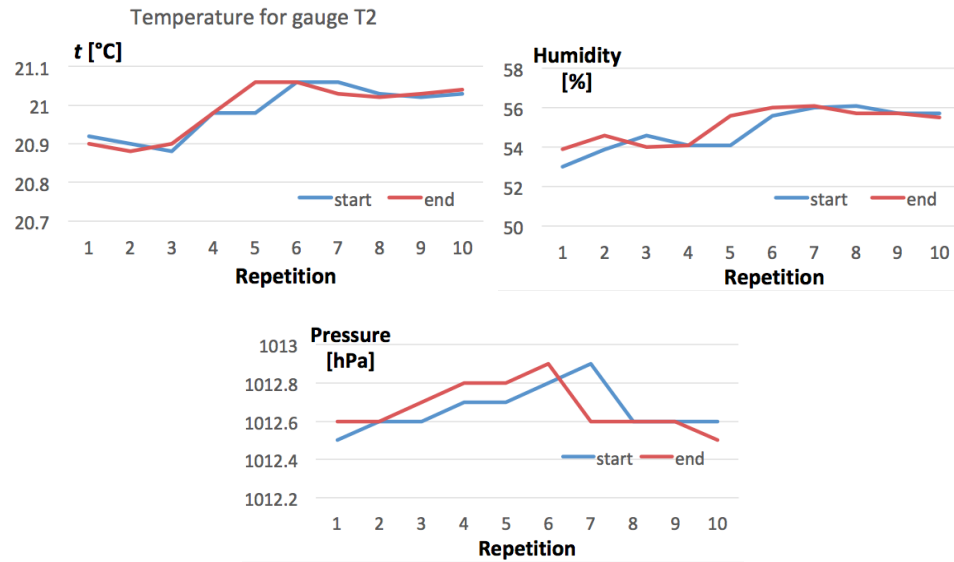 Temperature for gauge T2
t [°C]
21.1
21
20.9
20.8
20.7
start end
1 2 3 4 5 6 7 8 9 10
Repetition
Humidity
[%]
58
56
54
52
50
start end
1 2 3 4 5 6 7 8 9 10
Repetition
Pressure
[hPa]
1013
1012.8
1012.6
1012.4
1012.2
start end
1 2 3 4 5 6 7 8 9 10
Repetition